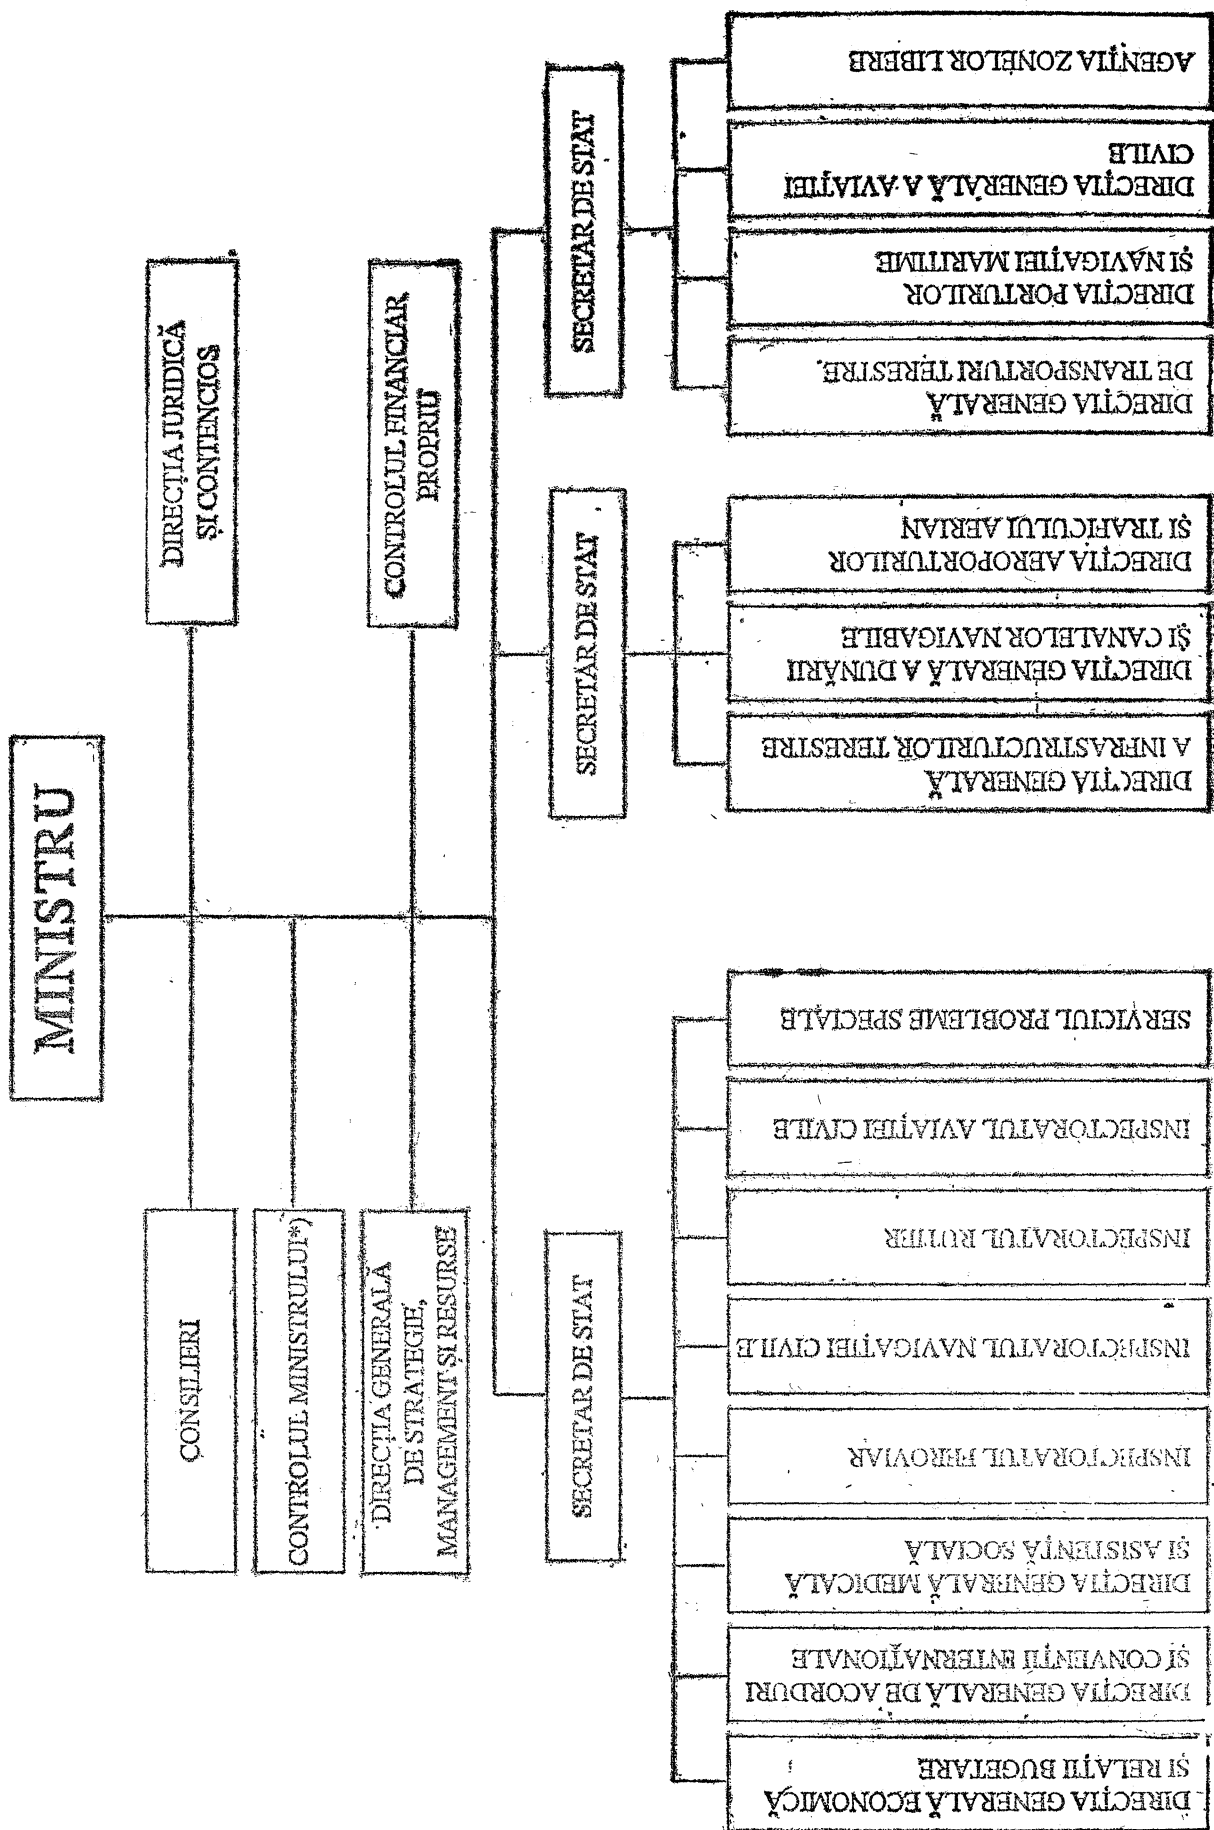 MINISTRU
CONSILIERI
DIRECȚIA JURIDICĂ
ȘI CONTENCIOS
CONTROLUL MINISTRULUI*)
DIRECȚIA GENERALĂ
DE STRATEGIE,
MANAGEMENT ȘI RESURSE
CONTROLUL FINANCIAR
PROPRIU
SECRETAR DE STAT
SECRETAR DE STAT
SECRETAR DE STAT
DIRECȚIA GENERALĂ ECONOMICĂ
ȘI RELAȚII BUGETARE
DIRECȚIA GENERALĂ DE ACORDURI
ȘI CONVENȚII INTERNAȚIONALE
DIRECȚIA GENERALĂ MEDICALĂ
ȘI ASISTENȚĂ SOCIALĂ
INSPECTORATUL FEROVIAR
INSPECTORATUL NAVIGAȚIEI CIVILE
INSPECTORATUL RUTIER
INSPECTORATUL AVIAȚIEI CIVILE
SERVICIUL PROBLEME SPECIALE
DIRECȚIA GENERALĂ
A INFRASTRUCTURILOR TERESTRE
DIRECȚIA GENERALĂ A DUNĂRII
ȘI CANALELOR NAVIGABILE
DIRECȚIA AEROPORTURILOR
ȘI TRAFICULUI AERIAN
DIRECȚIA GENERALĂ
DE TRANSPORTURI TERESTRE
DIRECȚIA PORTURILOR
ȘI NAVIGAȚIEI MARITIME
DIRECȚIA GENERALĂ A AVIAȚIEI
CIVILE
AGENȚIA ZONELOR LIBERE